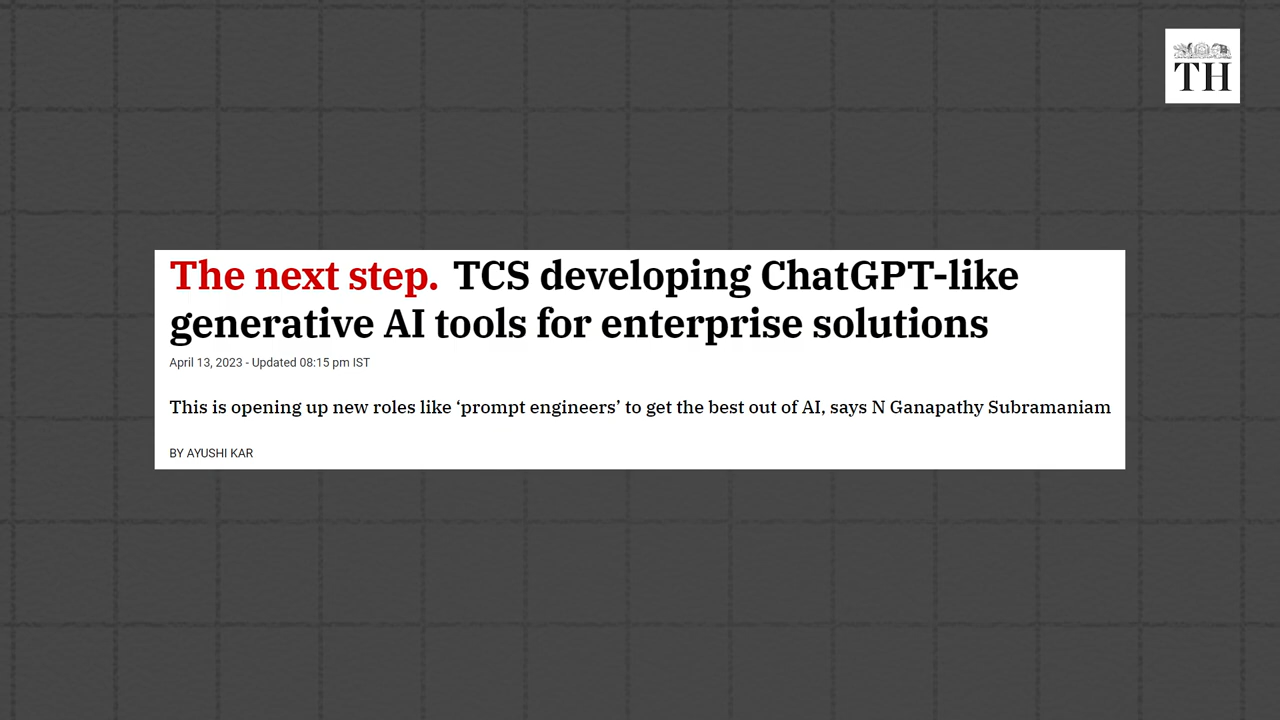 TH
The next step. TCS developing ChatGPT-like
generative AI tools for enterprise solutions
April 13, 2023 - Updated 08:15 pm IST
This is opening up new roles like ‘prompt engineers’ to get the best out of AI, says N Ganapathy Subramaniam
BY AYUSHI KAR